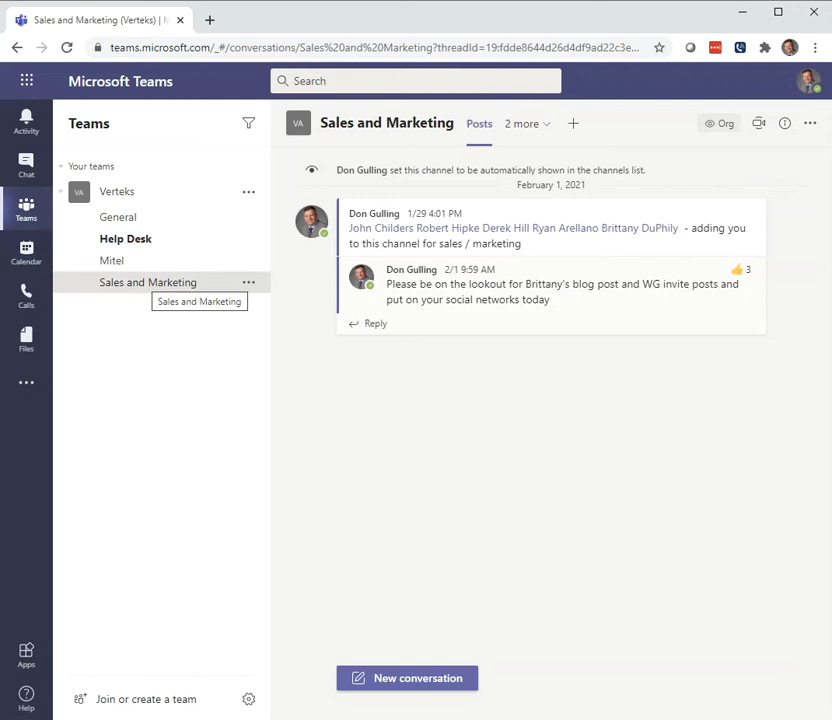 Sales and Marketing (Verteks) | M
teams.microsoft.com/_#/conversations/Sales%20and%20Marketing?threadId=19:fdde8644d26d4df9ad22c3e...
Microsoft Teams
Search
Activity
Chat
Teams
Calendar
Calls
Files
Apps
Help
Teams
Your teams
VA Verteks
General
Help Desk
Mitel
Sales and Marketing
Sales and Marketing
Join or create a team
VA Sales and Marketing Posts 2 more
Org
Don Gulling set this channel to be automatically shown in the channels list.
February 1, 2021
Don Gulling 1/29 4:01 PM
John Childers Robert Hipke Derek Hill Ryan Arellano Brittany DuPhily - adding you
to this channel for sales / marketing
Don Gulling 2/1 9:59 AM
3
Please be on the lookout for Brittany's blog post and WG invite posts and
put on your social networks today
Reply
New conversation